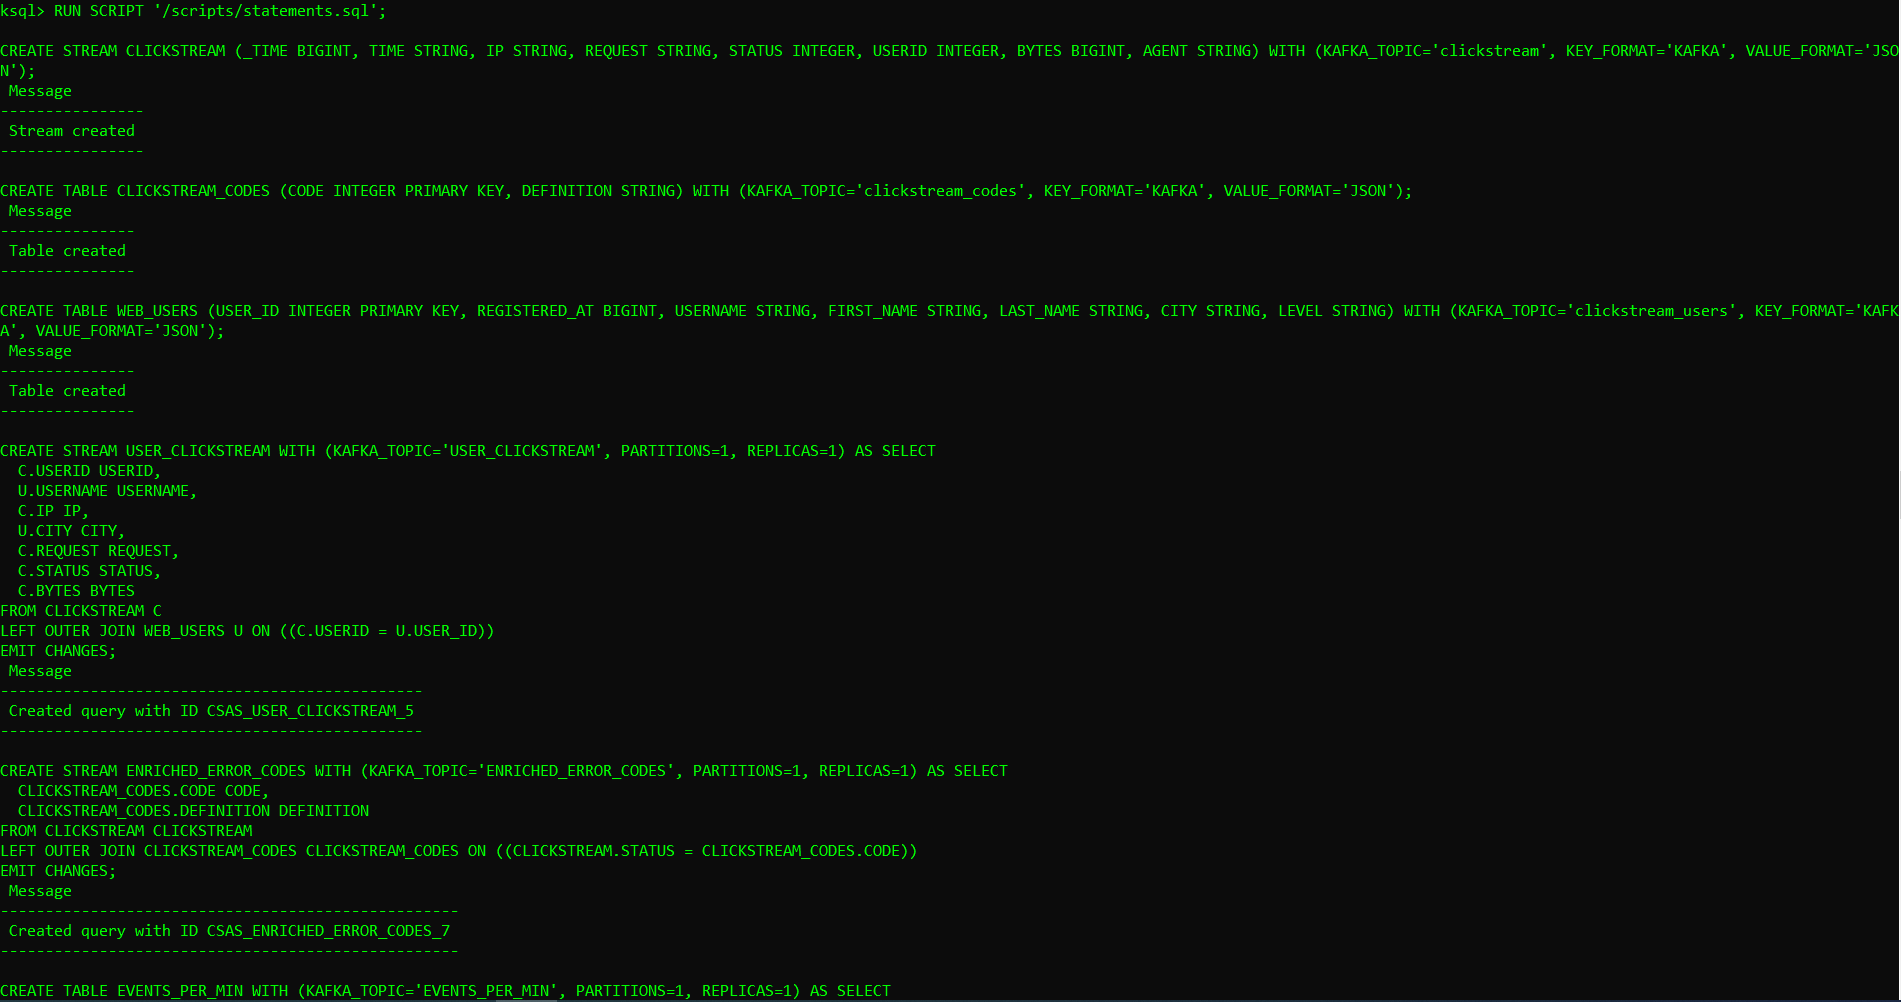 ksql> RUN SCRIPT '/scripts/statements.sql';
CREATE STREAM CLICKSTREAM (_TIME BIGINT, TIME STRING, IP STRING, REQUEST STRING, STATUS INTEGER, USERID INTEGER, BYTES BIGINT, AGENT STRING) WITH (KAFKA_TOPIC='clickstream', KEY_FORMAT='KAFKA', VALUE_FORMAT='JSO
N');
 Message
----------------
 Stream created
----------------
CREATE TABLE CLICKSTREAM_CODES (CODE INTEGER PRIMARY KEY, DEFINITION STRING) WITH (KAFKA_TOPIC='clickstream_codes', KEY_FORMAT='KAFKA', VALUE_FORMAT='JSON');
 Message
---------------
 Table created
---------------
CREATE TABLE WEB_USERS (USER_ID INTEGER PRIMARY KEY, REGISTERED_AT BIGINT, USERNAME STRING, FIRST_NAME STRING, LAST_NAME STRING, CITY STRING, LEVEL STRING) WITH (KAFKA_TOPIC='clickstream_users', KEY_FORMAT='KAFK
A', VALUE_FORMAT='JSON');
 Message
---------------
 Table created
---------------
CREATE STREAM USER_CLICKSTREAM WITH (KAFKA_TOPIC='USER_CLICKSTREAM', PARTITIONS=1, REPLICAS=1) AS SELECT
  C.USERID USERID,
  U.USERNAME USERNAME,
  C.IP IP,
  U.CITY CITY,
  C.REQUEST REQUEST,
  C.STATUS STATUS,
  C.BYTES BYTES
FROM CLICKSTREAM C
LEFT OUTER JOIN WEB_USERS U ON ((C.USERID = U.USER_ID))
EMIT CHANGES;
 Message
-----------------------------------------------
 Created query with ID CSAS_USER_CLICKSTREAM_5
-----------------------------------------------
CREATE STREAM ENRICHED_ERROR_CODES WITH (KAFKA_TOPIC='ENRICHED_ERROR_CODES', PARTITIONS=1, REPLICAS=1) AS SELECT
  CLICKSTREAM_CODES.CODE CODE,
  CLICKSTREAM_CODES.DEFINITION DEFINITION
FROM CLICKSTREAM CLICKSTREAM
LEFT OUTER JOIN CLICKSTREAM_CODES CLICKSTREAM_CODES ON ((CLICKSTREAM.STATUS = CLICKSTREAM_CODES.CODE))
EMIT CHANGES;
 Message
---------------------------------------------------
 Created query with ID CSAS_ENRICHED_ERROR_CODES_7
---------------------------------------------------
CREATE TABLE EVENTS_PER_MIN WITH (KAFKA_TOPIC='EVENTS_PER_MIN', PARTITIONS=1, REPLICAS=1) AS SELECT